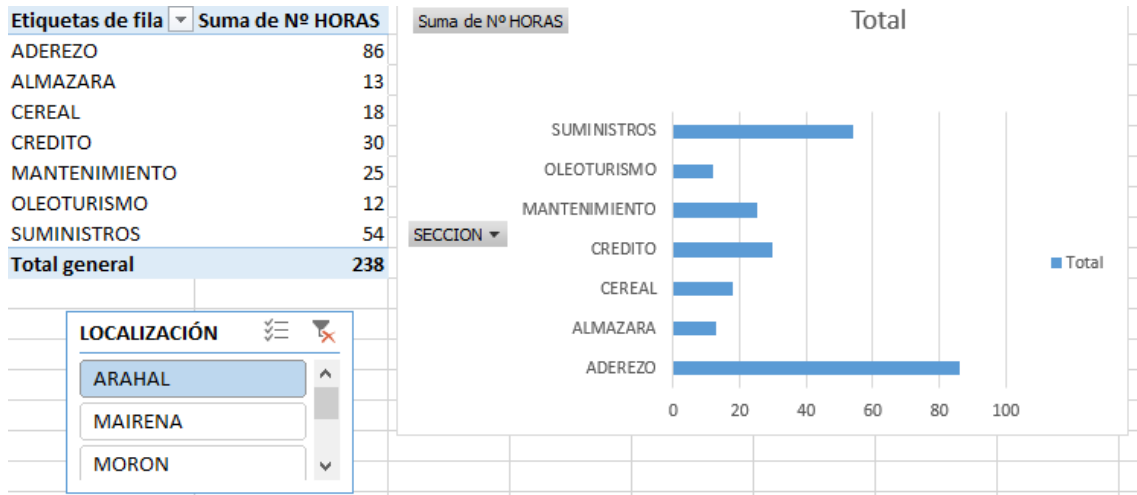 Etiquetas de fila Suma de Nº HORAS
ADEREZO 86
ALMAZARA 13
CEREAL 18
CREDITO 30
MANTENIMIENTO 25
OLEOTURISMO 12
SUMINISTROS 54
Total general 238
LOCALIZACIÓN
ARAHAL
MAIRENA
MORON
Suma de Nº HORAS
Total
SUMINISTROS
OLEOTURISMO
MANTENIMIENTO
SECCION
CREDITO
CEREAL
ALMAZARA
ADEREZO
0 20 40 60 80 100
Total